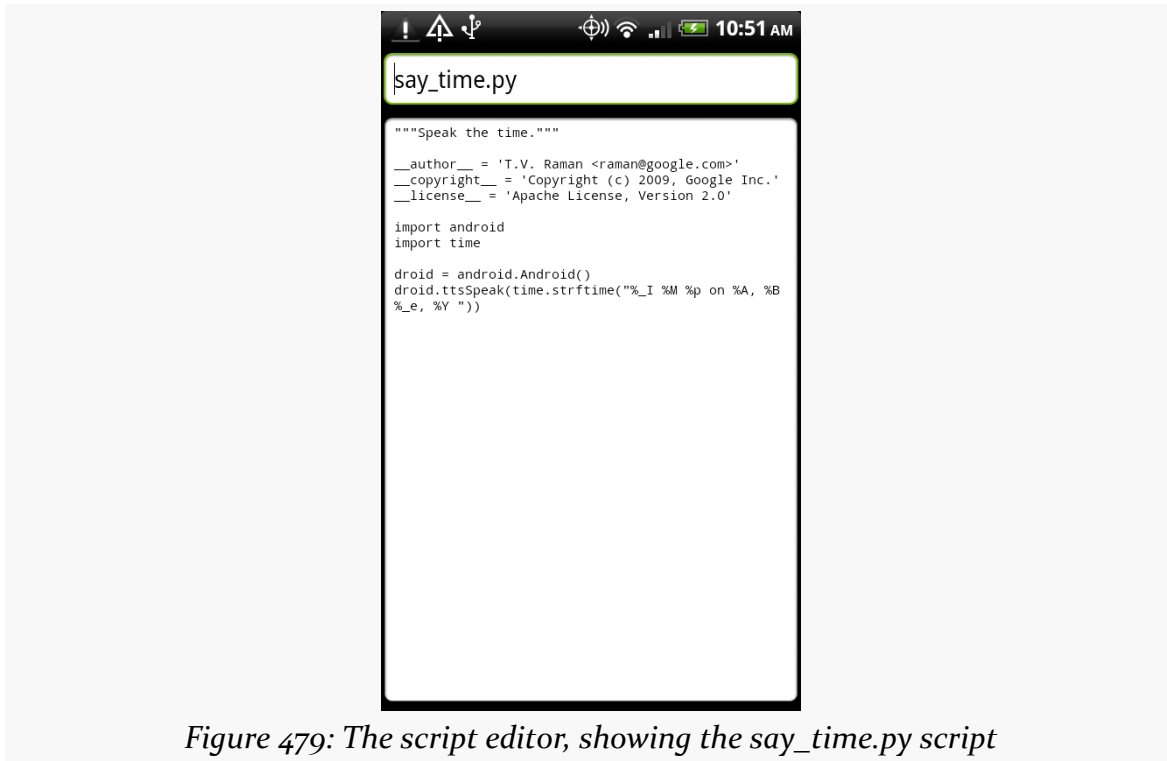 10:51 AM
say_time.py
"""Speak the time."""
__author__ = 'T.V. Raman <raman@google.com>'
__copyright__ = 'Copyright (c) 2009, Google Inc.'
__license__ = 'Apache License, Version 2.0'
import android
import time
droid = android.Android()
droid.ttsSpeak(time.strftime("%_I %M %p on %A, %B
%_e, %Y "))
Figure 479: The script editor, showing the say_time.py script